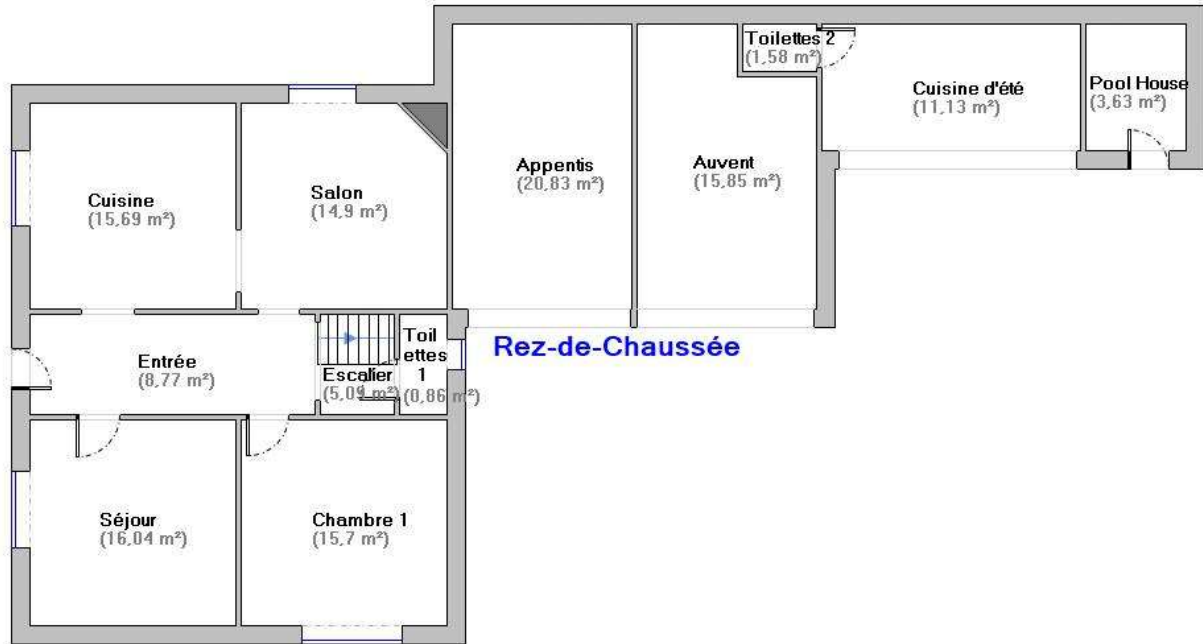 Toilettes 2
(1,58 m²)
Cuisine d'été
(11,13 m²)
Pool House
(3,63 m²)
Appentis
(20,83 m²)
Auvent
(15,85 m²)
Cuisine
(15,69 m²)
Salon
(14,9 m²)
Rez-de-Chaussée
Entrée
(8,77 m²)
Escalier
(5,09 m²)
Toil
ettes
1
(0,86 m²)
Séjour
(16,04 m²)
Chambre 1
(15,7 m²)